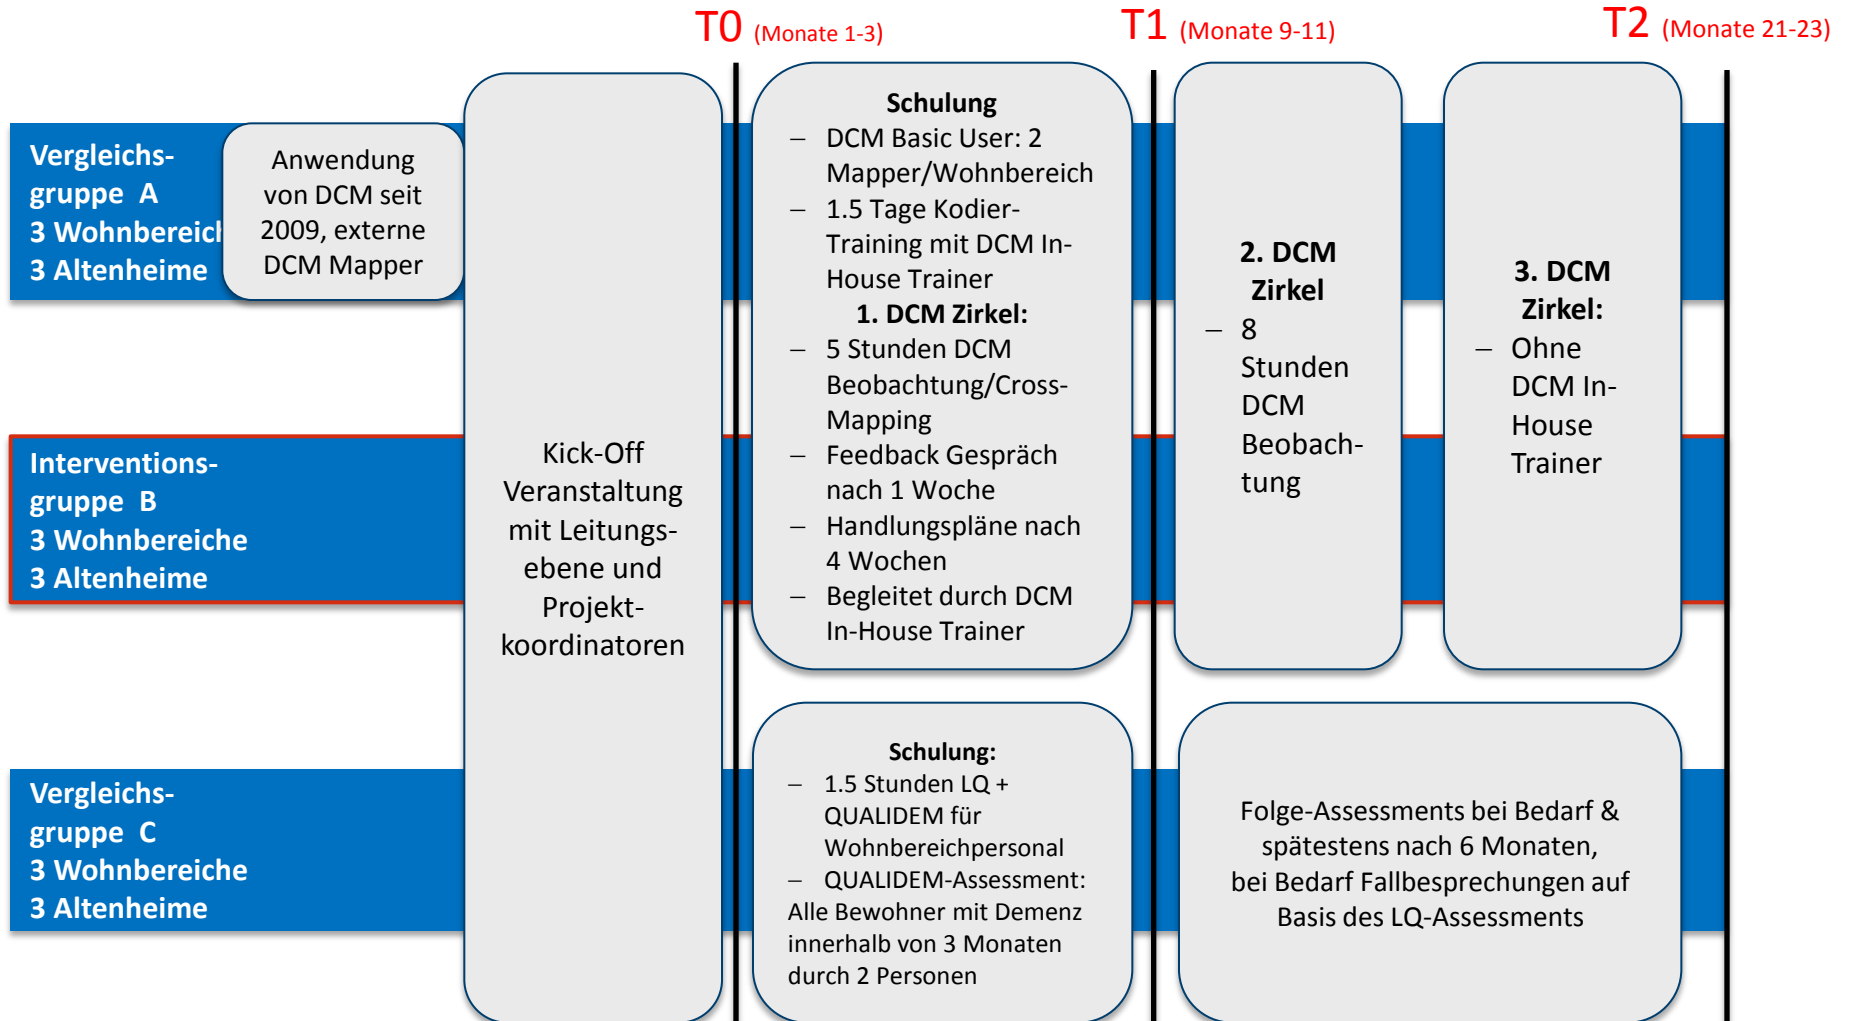 T0 (Monate 1-3)
T1 (Monate 9-11)
T2 (Monate 21-23)
Vergleichs-
gruppe A
3 Wohnbereich
3 Altenheime
Anwendung
von DCM seit
2009, externe
DCM Mapper
Interventions-
gruppe B
3 Wohnbereiche
3 Altenheime
Vergleichs-
gruppe C
3 Wohnbereiche
3 Altenheime
Kick-Off
Veranstaltung
mit Leitungs-
ebene und
Projekt-
koordinatoren
Schulung
– DCM Basic User: 2
Mapper/Wohnbereich
– 1.5 Tage Kodier-
Training mit DCM In-
House Trainer
1. DCM Zirkel:
– 5 Stunden DCM
Beobachtung/Cross-
Mapping
– Feedback Gespräch
nach 1 Woche
– Handlungspläne nach
4 Wochen
– Begleitet durch DCM
In-House Trainer
2. DCM
Zirkel
– 8
Stunden
DCM
Beobach-
tung
3. DCM
Zirkel:
– Ohne
DCM In-
House
Trainer
Schulung:
– 1.5 Stunden LQ +
QUALIDEM für
Wohnbereichpersonal
– QUALIDEM-Assessment:
Alle Bewohner mit Demenz
innerhalb von 3 Monaten
durch 2 Personen
Folge-Assessments bei Bedarf &
spätestens nach 6 Monaten,
bei Bedarf Fallbesprechungen auf
Basis des LQ-Assessments